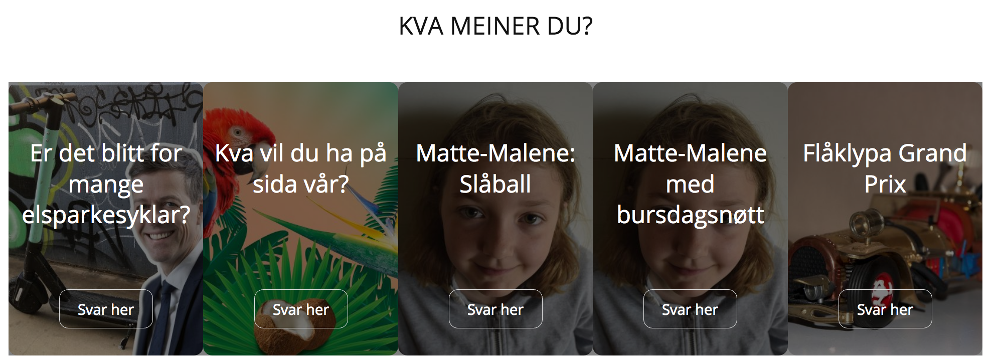 KVA MEINER DU?
Er det blitt for
mange
elsparkesyklar?
Svar her
Kva vil du ha på
sida vår?
Svar her
Matte-Malene:
Slåball
Svar her
Matte-Malene
med
bursdagsnøtt
Svar her
Flåklypa Grand
Prix
Svar her